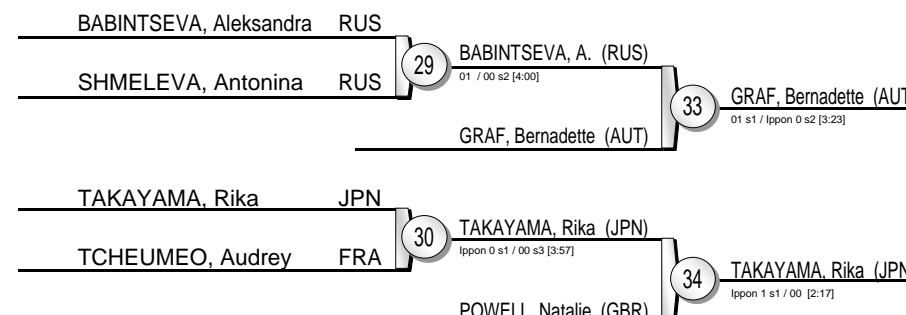 BABINTSEVA, Aleksandra RUS
29
BABINTSEVA, A. (RUS)
01 / 00 s2 [4:00]
SHMELEVA, Antonina RUS
33
GRAF, Bernadette (AUT
01 s1 / Ippon 0 s2 [3:23]
GRAF, Bernadette (AUT)
TAKAYAMA, Rika JPN
30
TAKAYAMA, Rika (JPN)
Ippon 0 s1 / 00 s3 [3:57]
TCHEUMEO, Audrey FRA
34
TAKAYAMA, Rika (JPN
Ippon 1 s1 / 00 [2:17]
POWELL, Natalie (GBR)